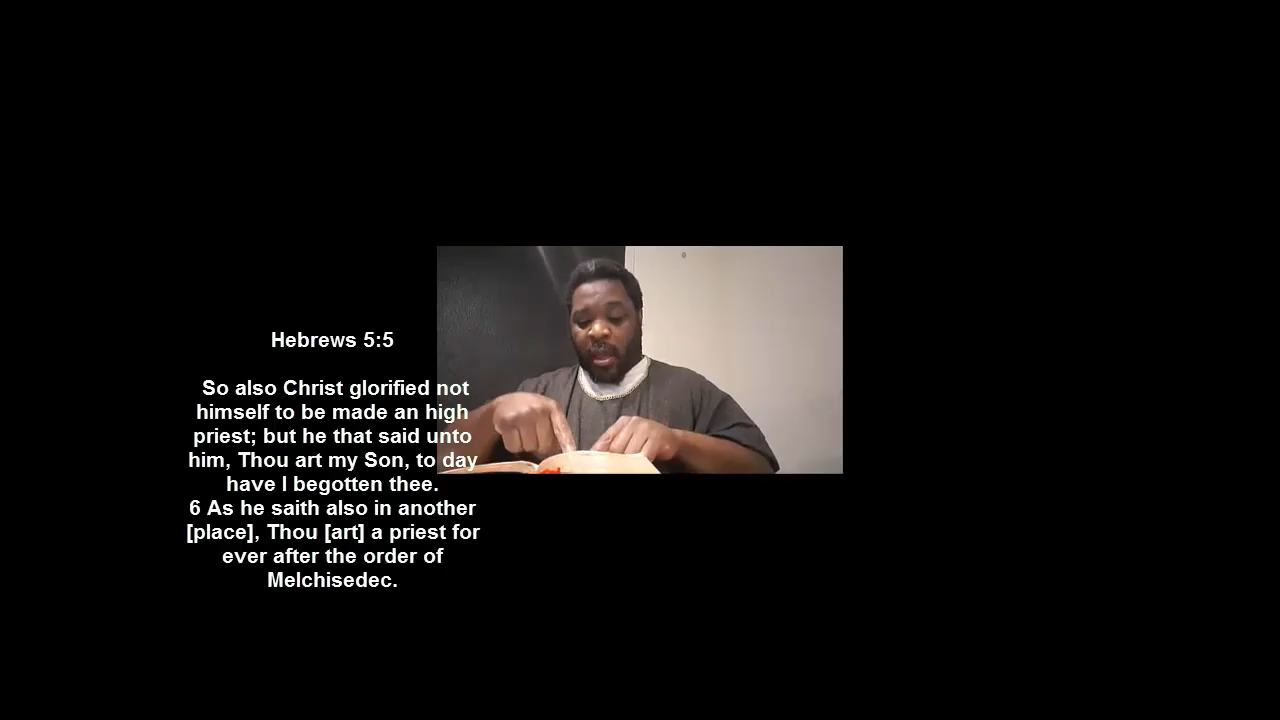 Hebrews 5:5
So also Christ glorified not
himself to be made an high
priest; but he that said unto
him, Thou art my Son, to day
have I begotten thee.
6 As he saith also in another
[place], Thou [art] a priest for
ever after the order of
Melchisedec.